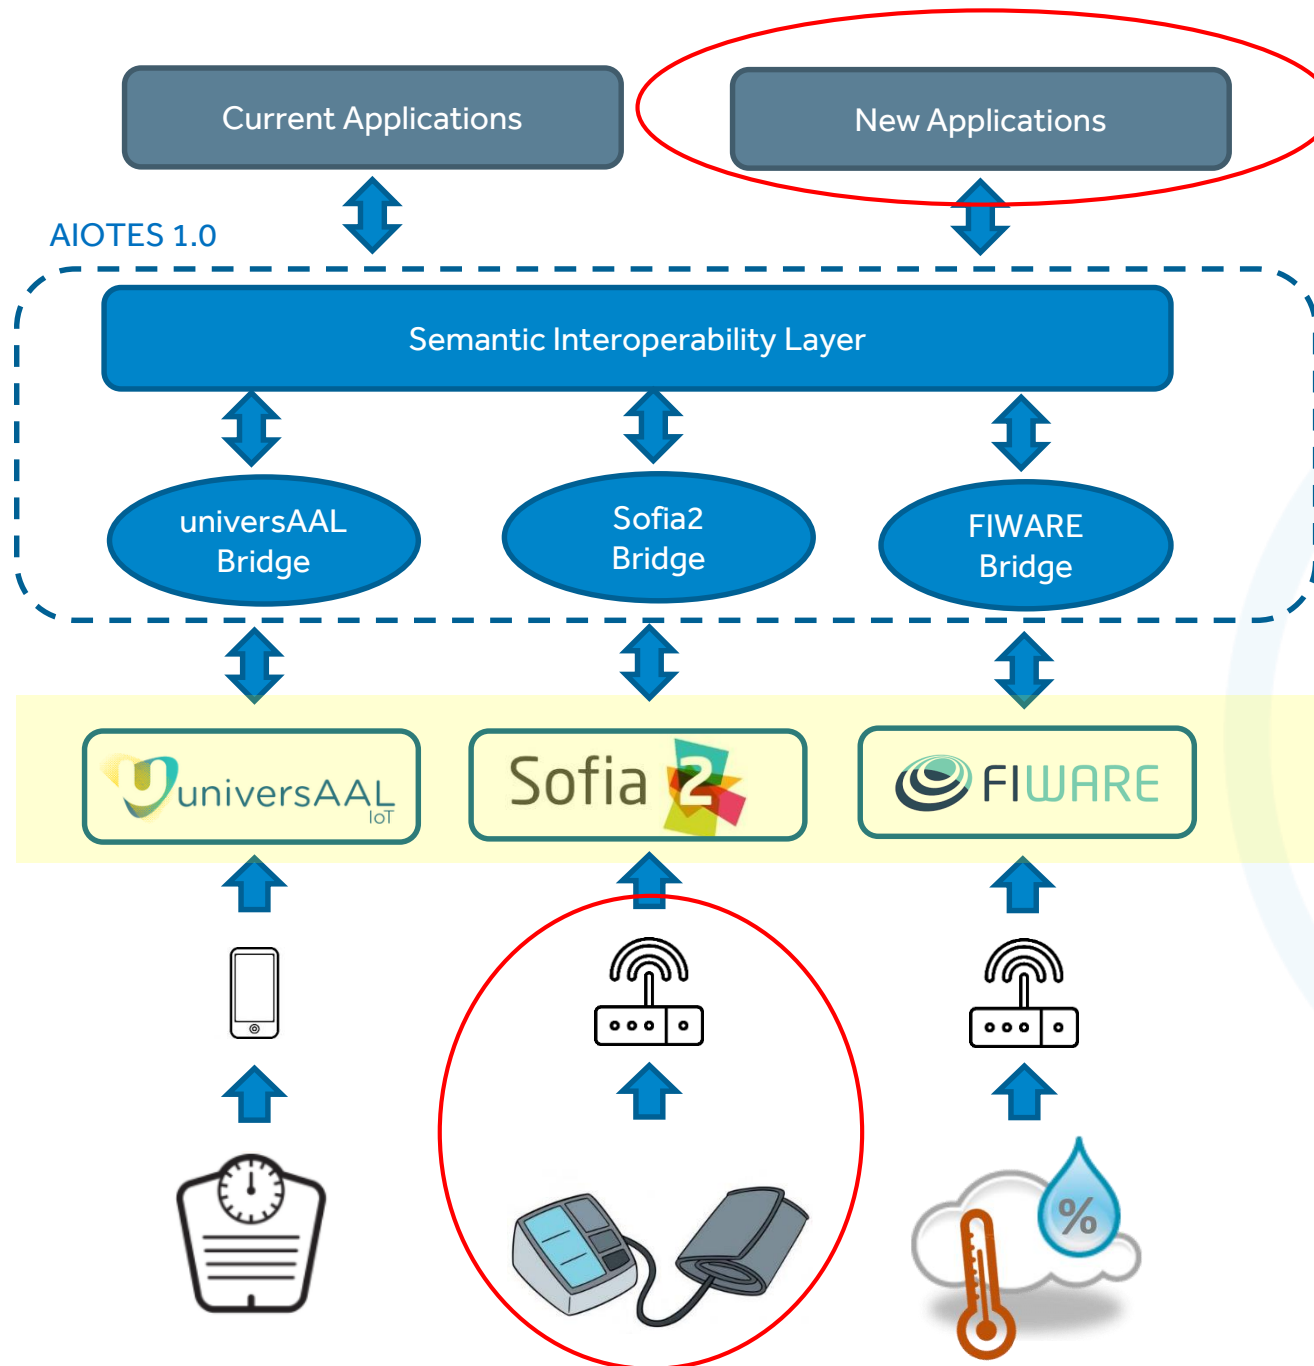 Current Applications
New Applications
AIOTES 1.0
Semantic Interoperability Layer
universAAL
Bridge
Sofia2
Bridge
FIWARE
Bridge
universAAL
IoT
Sofia 2
FIWARE
%